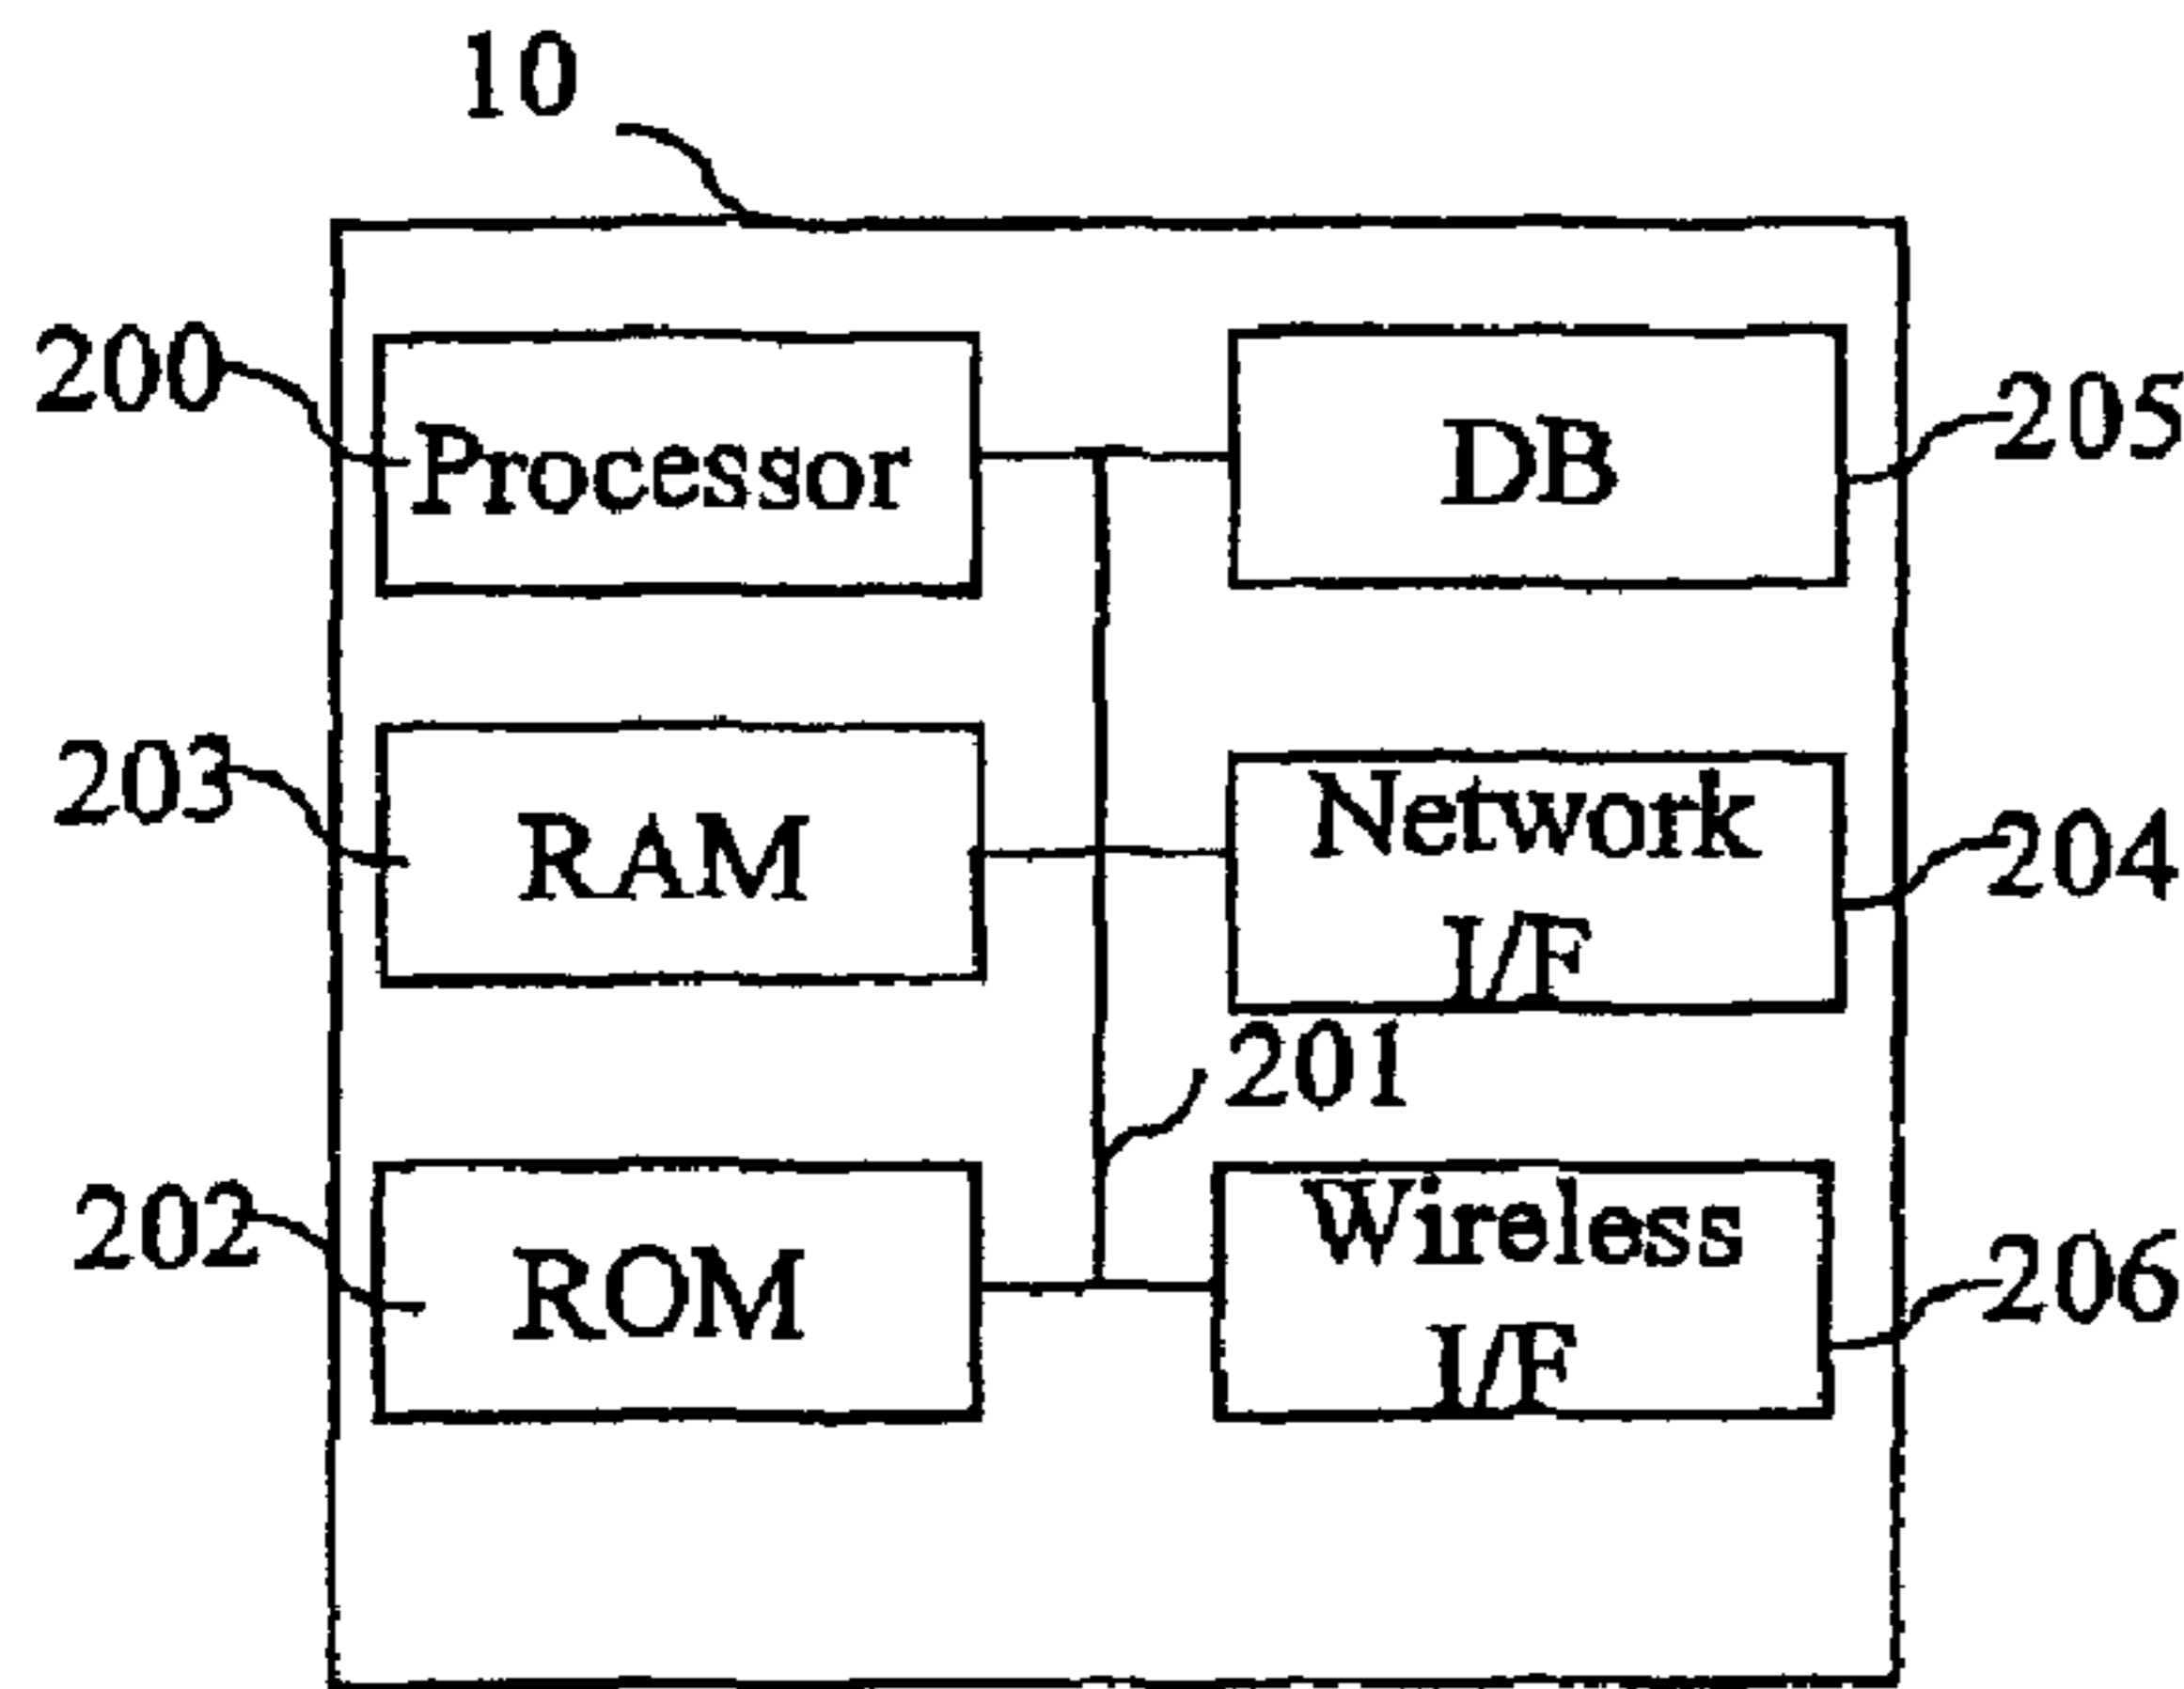 10
200
Processor
DB
205
203
RAM
Network
I/F
204
201
202
ROM
Wireless
I/F
206